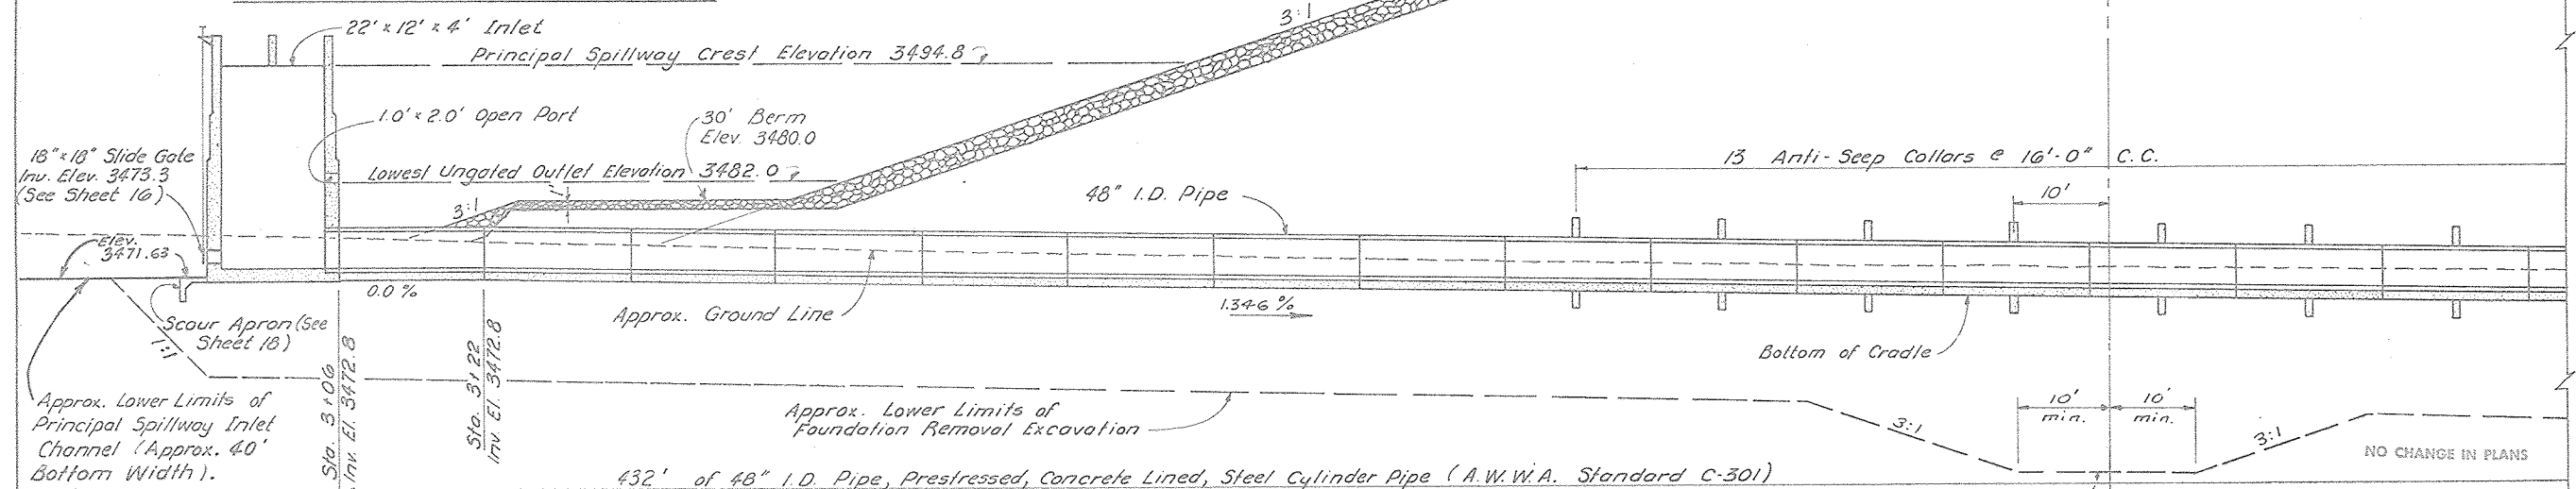 22' x 12' x 4' Inlet
Principal Spillway Crest Elevation 3494.8
3:1
1.0' x 2.0' Open Port
30' Berm
Elev. 3480.0
18" x 18" Slide Gate
Inv. Elev. 3473.3
(See Sheet 16)
Lowest Ungated Outlet Elevation 3482.0
13 Anti-Seep Collars @ 16'-0" C.C.
48" I.D. Pipe
10'
3:1
Elev.
3471.63
0.0 %
Approx. Ground Line
1.346 %
Scour Apron (See
Sheet 18)
1:1
Bottom of Cradle
Sta. 3+06
Inv. El. 3472.8
Sta. 3+22
Inv. El. 3472.8
Approx. Lower Limits of
Principal Spillway Inlet
Channel (Approx. 40'
Bottom Width).
Approx. Lower Limits of
Foundation Removal Excavation
10'
min.
10'
min.
3:1
3:1
NO CHANGE IN PLANS
432' of 48" I.D. Pipe, Prestressed, Concrete Lined, Steel Cylinder Pipe (A.W.W.A. Standard C-301)